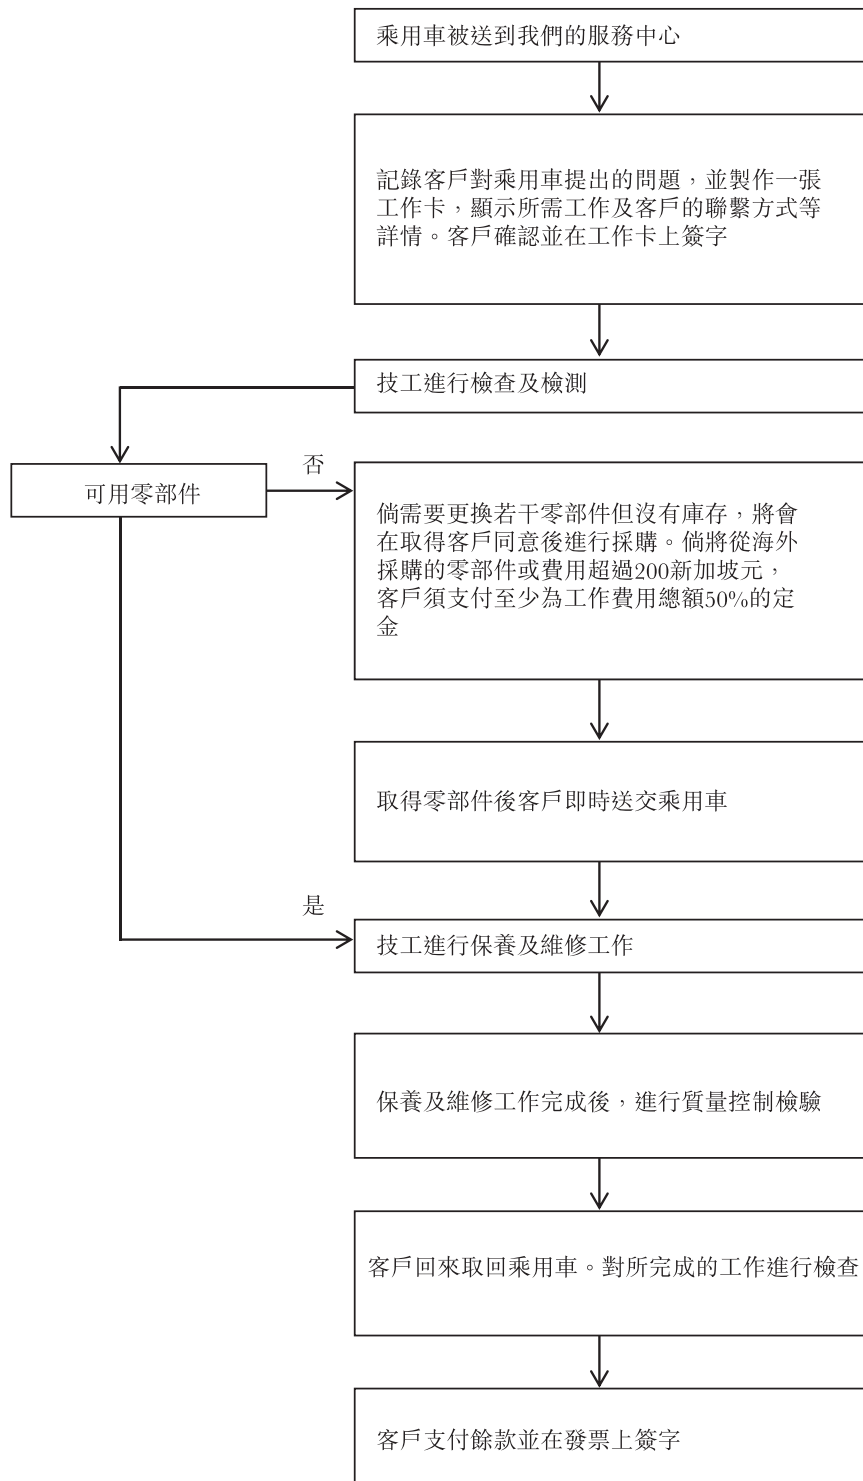 乘用車被送到我們的服務中心
記錄客戶對乘用車提出的問題，並製作一張
工作卡，顯示所需工作及客戶的聯繫方式等
詳情。客戶確認並在工作卡上簽字
技工進行檢查及檢測
可用零部件
否
倘需要更換若干零部件但沒有庫存，將會
在取得客戶同意後進行採購。倘將從海外
採購的零部件或費用超過200新加坡元，
客戶須支付至少為工作費用總額50%的定
金
取得零部件後客戶即時送交乘用車
是
技工進行保養及維修工作
保養及維修工作完成後，進行質量控制檢驗
客戶回來取回乘用車。對所完成的工作進行檢查
客戶支付餘款並在發票上簽字